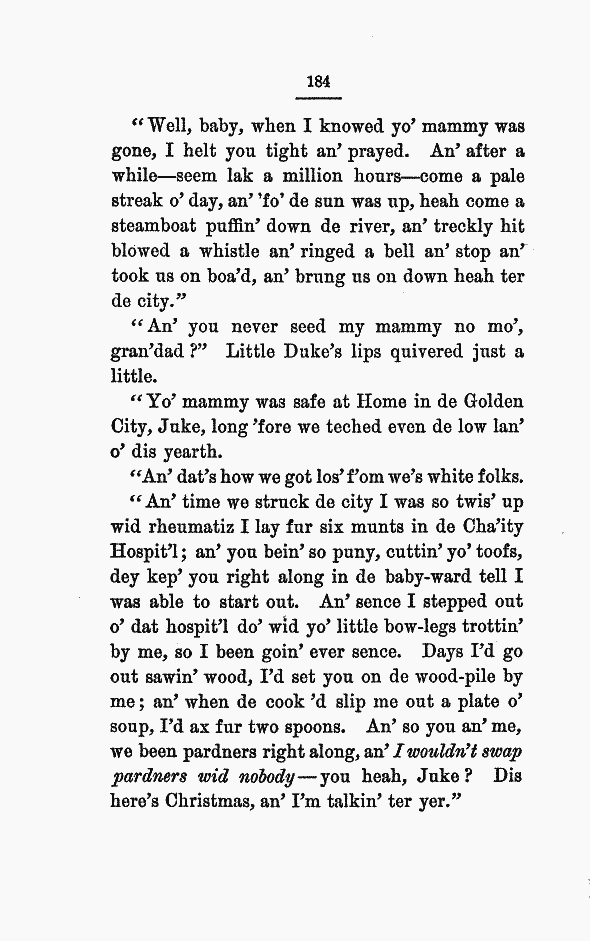 184
“Well, baby, when I knowed yo’ mammy was
gone, I helt you tight an’ prayed. An’ after a
while—seem lak a million hours—come a pale
streak o’ day, an’ ’fo’ de sun was up, heah come a
steamboat puffin’ down de river, an’ treckly hit
blowed a whistle an’ ringed a bell an’ stop an’
took us on boa’d, an’ brung us on down heah ter
de city.”
“An’ you never seed my mammy no mo’,
gran’dad?” Little Duke’s lips quivered just a
little.
“Yo’ mammy was safe at Home in de Golden
City, Juke, long ’fore we teched even de low lan’
o’ dis yearth.
“An’ dat’s how we got los’ f’om we’s white folks.
“An’ time we struck de city I was so twis’ up
wid rheumatiz I lay fur six munts in de Cha’ity
Hospit’l; an’ you bein’ so puny, cuttin’ yo’ toofs,
dey kep’ you right along in de baby-ward tell I
was able to start out. An’ sence I stepped out
o’ dat hospit’l do’ wid yo’ little bow-legs trottin’
by me, so I been goin’ ever sence. Days I’d go
out sawin’ wood, I’d set you on de wood-pile by
me; an’ when de cook ’d slip me out a plate o’
soup, I’d ax fur two spoons. An’ so you an’ me,
we been pardners right along, an’ I wouldn’t swap
pardners wid nobody—you heah, Juke? Dis
here’s Christmas, an’ I’m talkin’ ter yer.”